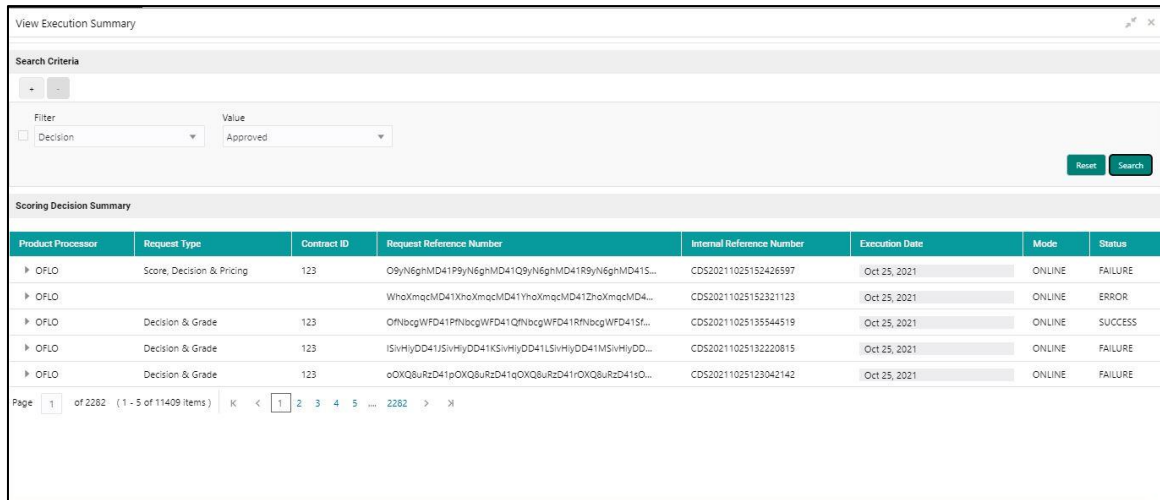 View Execution Summary
Search Criteria
+ -
Filter Value
Decision Approved
Reset Search
Scoring Decision Summary
Product Processor Request Type Contract ID Request Reference Number Internal Reference Number Execution Date Mode Status
OFLO Score, Decision & Pricing 123 O9yN6ghMD41P9yN6ghMD41Q9yN6ghMD41R9yN6ghMD41S... CDS20211025152426597 Oct 25, 2021 ONLINE FAILURE
OFLO WhoXmqcMD41XhoXmqcMD41YhoXmqcMD41ZhoXmqcMD4... CDS20211025152321123 Oct 25, 2021 ONLINE ERROR
OFLO Decision & Grade 123 OfNbcgWFD41PfNbcgWFD41QfNbcgWFD41RfNbcgWFD41Sf... CDS20211025135544519 Oct 25, 2021 ONLINE SUCCESS
OFLO Decision & Grade 123 ISivHiyDD41JSivHiyDD41KSivHiyDD41LSivHiyDD41MSivHiyDD... CDS20211025132220815 Oct 25, 2021 ONLINE FAILURE
OFLO Decision & Grade 123 oOXQ8uRzD41pOXQ8uRzD41qOXQ8uRzD41rOXQ8uRzD41sO... CDS20211025123042142 Oct 25, 2021 ONLINE FAILURE
Page 1 of 2282 (1 - 5 of 11409 items) 1 2 3 4 5 .... 2282